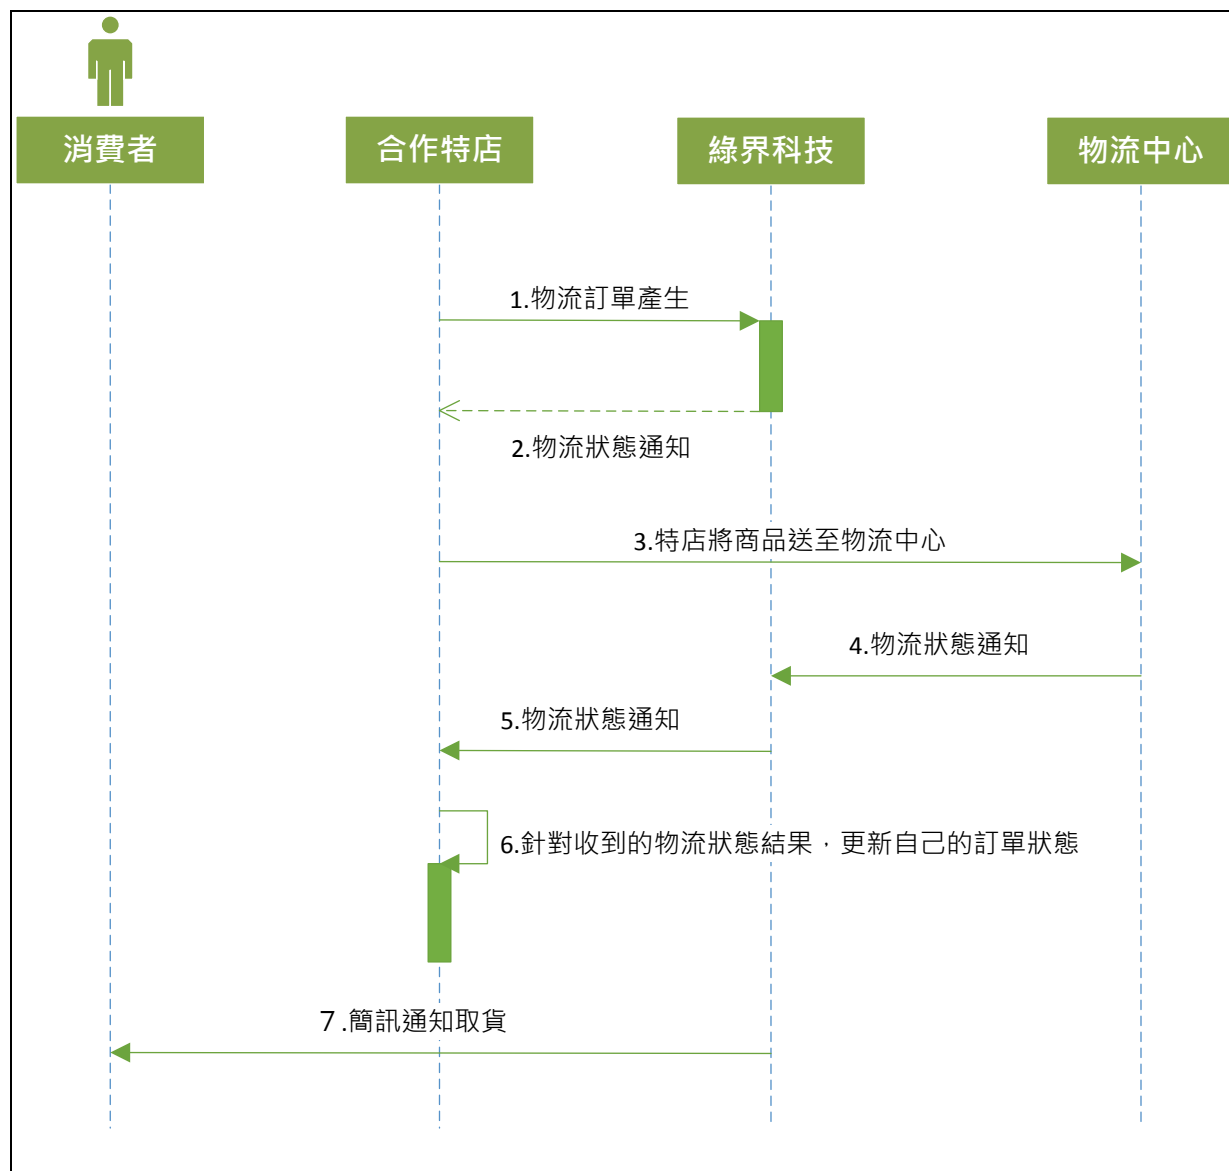 消費者
合作特店
綠界科技
物流中心
1.物流訂單產生
2.物流狀態通知
3.特店將商品送至物流中心
4.物流狀態通知
5.物流狀態通知
6.針對收到的物流狀態結果，更新自己的訂單狀態
７.簡訊通知取貨